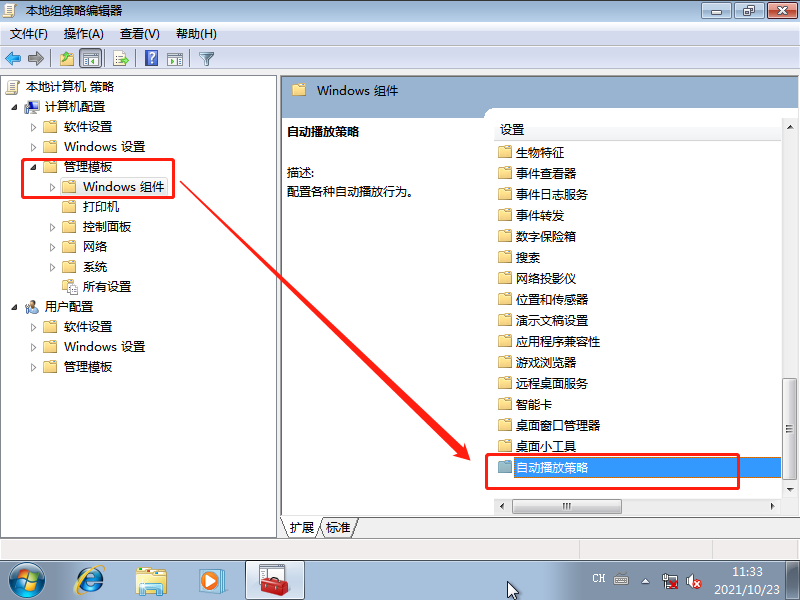 本地组策略编辑器
文件(F) 操作(A) 查看(V) 帮助(H)
本地计算机 策略
计算机配置
软件设置
Windows 设置
管理模板
Windows 组件
打印机
控制面板
网络
系统
所有设置
用户配置
软件设置
Windows 设置
管理模板
Windows 组件
自动播放策略
描述:
配置各种自动播放行为。
设置
生物特征
事件查看器
事件日志服务
事件转发
数字保险箱
搜索
网络投影仪
位置和传感器
演示文稿设置
应用程序兼容性
游戏浏览器
远程桌面服务
智能卡
桌面窗口管理器
桌面小工具
自动播放策略
扩展 标准
CH
11:33
2021/10/23